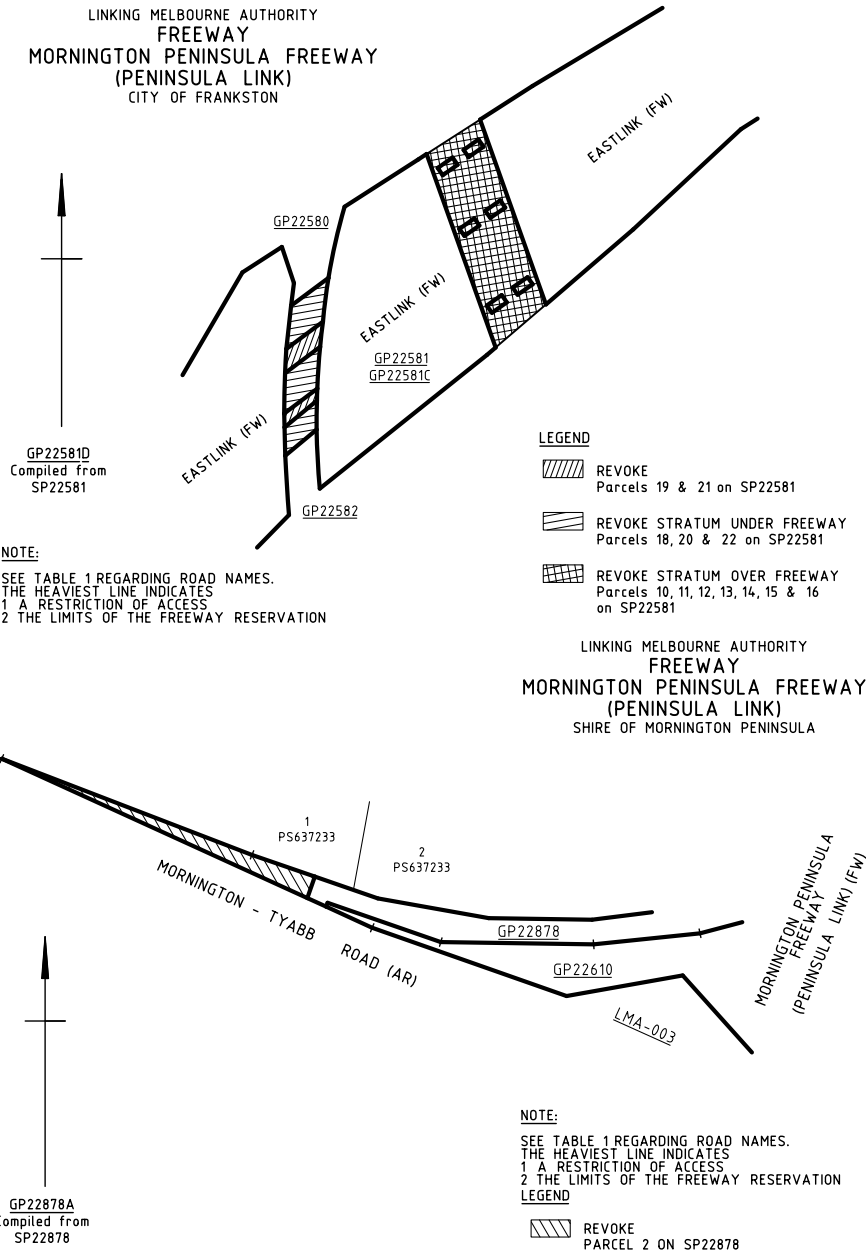 LINKING MELBOURNE AUTHORITY
FREEWAY
MORNINGTON PENINSULA FREEWAY
(PENINSULA LINK)
CITY OF FRANKSTON
EASTLINK (FW)
GP22580
EASTLINK (FW)
GP22581
GP22581C
EASTLINK (FW)
GP22582
GP22581D
Compiled from
SP22581
LEGEND
REVOKE
Parcels 19 & 21 on SP22581
REVOKE STRATUM UNDER FREEWAY
Parcels 18, 20 & 22 on SP22581
REVOKE STRATUM OVER FREEWAY
Parcels 10, 11, 12, 13, 14, 15 & 16
on SP22581
NOTE:
SEE TABLE 1 REGARDING ROAD NAMES.
THE HEAVIEST LINE INDICATES
1 A RESTRICTION OF ACCESS
2 THE LIMITS OF THE FREEWAY RESERVATION
LINKING MELBOURNE AUTHORITY
FREEWAY
MORNINGTON PENINSULA FREEWAY
(PENINSULA LINK)
SHIRE OF MORNINGTON PENINSULA
1
PS637233
2
PS637233
MORNINGTON - TYABB ROAD (AR)
GP22878
GP22610
LMA-003
MORNINGTON PENINSULA
FREEWAY
(PENINSULA LINK) (FW)
GP22878A
Compiled from
SP22878
NOTE:
SEE TABLE 1 REGARDING ROAD NAMES.
THE HEAVIEST LINE INDICATES
1 A RESTRICTION OF ACCESS
2 THE LIMITS OF THE FREEWAY RESERVATION
LEGEND
REVOKE
PARCEL 2 ON SP22878